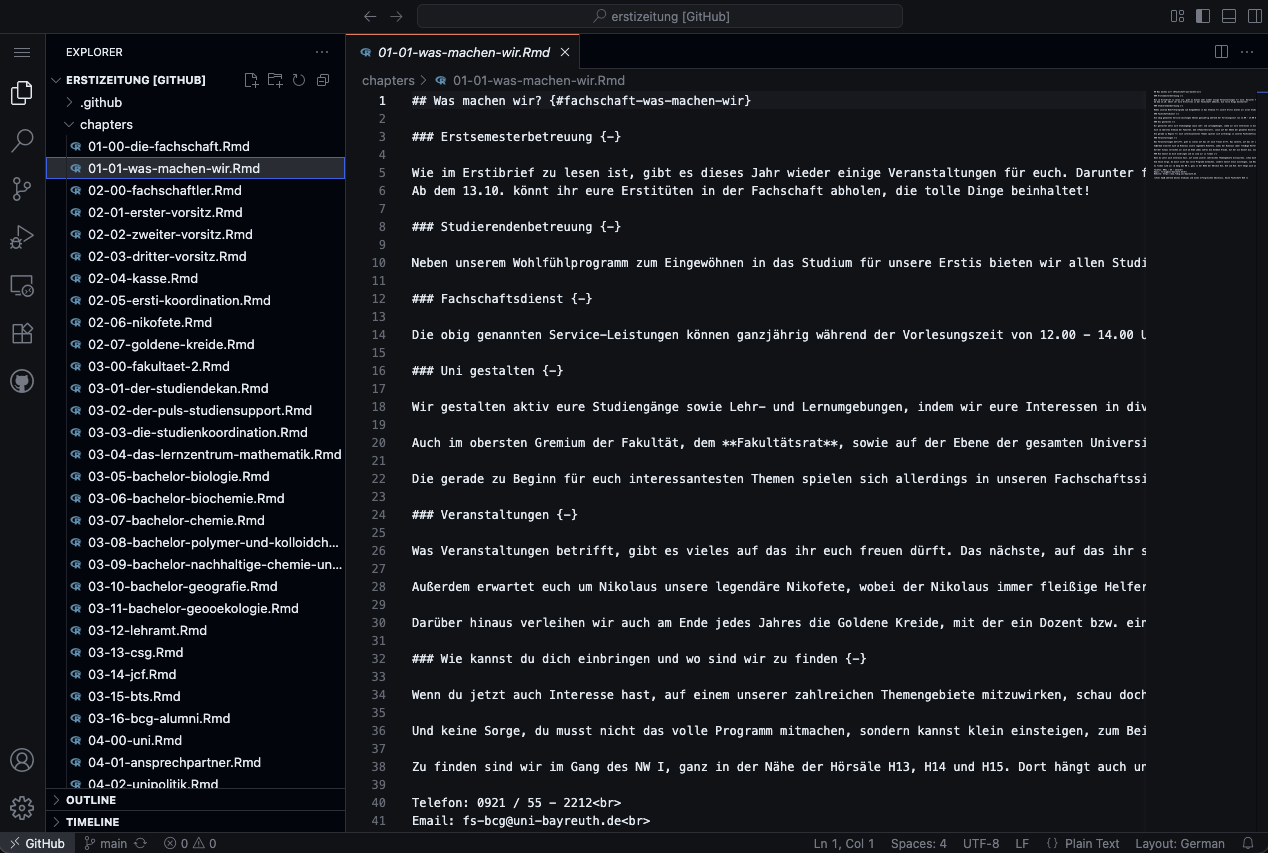 erstizeitung [GitHub]
EXPLORER
ERSTIZEITUNG [GITHUB]
.github
chapters
01-00-die-fachschaft.Rmd
01-01-was-machen-wir.Rmd
02-00-fachschaftler.Rmd
02-01-erster-vorsitz.Rmd
02-02-zweiter-vorsitz.Rmd
02-03-dritter-vorsitz.Rmd
02-04-kasse.Rmd
02-05-ersti-koordination.Rmd
02-06-nikofete.Rmd
02-07-goldene-kreide.Rmd
03-00-fakultaet-2.Rmd
03-01-der-studiendekan.Rmd
03-02-der-puls-studiensupport.Rmd
03-03-die-studienkoordination.Rmd
03-04-das-lernzentrum-mathematik.Rmd
03-05-bachelor-biologie.Rmd
03-06-bachelor-biochemie.Rmd
03-07-bachelor-chemie.Rmd
03-08-bachelor-polymer-und-kolloidch...
03-09-bachelor-nachhaltige-chemie-un...
03-10-bachelor-geografie.Rmd
03-11-bachelor-geooekologie.Rmd
03-12-lehramt.Rmd
03-13-csg.Rmd
03-14-jcf.Rmd
03-15-bts.Rmd
03-16-bcg-alumni.Rmd
04-00-uni.Rmd
04-01-ansprechpartner.Rmd
04-02-unipolitik.Rmd
OUTLINE
TIMELINE
01-01-was-machen-wir.Rmd
chapters > 01-01-was-machen-wir.Rmd
1 ## Was machen wir? {#fachschaft-was-machen-wir}
2
3 ### Erstsemesterbetreuung {-}
4
5 Wie im Erstibrief zu lesen ist, gibt es dieses Jahr wieder einige Veranstaltungen für euch. Darunter f
6 Ab dem 13.10. könnt ihr eure Erstitüten in der Fachschaft abholen, die tolle Dinge beinhaltet!
7
8 ### Studierendenbetreuung {-}
9
10 Neben unserem Wohlfühlprogramm zum Eingewöhnen in das Studium für unsere Erstis bieten wir allen Studi
11
12 ### Fachschaftsdienst {-}
13
14 Die obig genannten Service-Leistungen können ganzjährig während der Vorlesungszeit von 12.00 - 14.00 U
15
16 ### Uni gestalten {-}
17
18 Wir gestalten aktiv eure Studiengänge sowie Lehr- und Lernumgebungen, indem wir eure Interessen in div
19
20 Auch im obersten Gremium der Fakultät, dem **Fakultätsrat**, sowie auf der Ebene der gesamten Universi
21
22 Die gerade zu Beginn für euch interessantesten Themen spielen sich allerdings in unseren Fachschaftssi
23
24 ### Veranstaltungen {-}
25
26 Was Veranstaltungen betrifft, gibt es vieles auf das ihr euch freuen dürft. Das nächste, auf das ihr s
27
28 Außerdem erwartet euch um Nikolaus unsere legendäre Nikofete, wobei der Nikolaus immer fleißige Helfer
29
30 Darüber hinaus verleihen wir auch am Ende jedes Jahres die Goldene Kreide, mit der ein Dozent bzw. ein
31
32 ### Wie kannst du dich einbringen und wo sind wir zu finden {-}
33
34 Wenn du jetzt auch Interesse hast, auf einem unserer zahlreichen Themengebiete mitzuwirken, schau doch
35
36 Und keine Sorge, du musst nicht das volle Programm mitmachen, sondern kannst klein einsteigen, zum Bei
37
38 Zu finden sind wir im Gang des NW I, ganz in der Nähe der Hörsäle H13, H14 und H15. Dort hängt auch un
39
40 Telefon: 0921 / 55 - 2212<br>
41 Email: fs-bcg@uni-bayreuth.de<br>
GitHub main 0 0 Ln 1, Col 1 Spaces: 4 UTF-8 LF Plain Text Layout: German